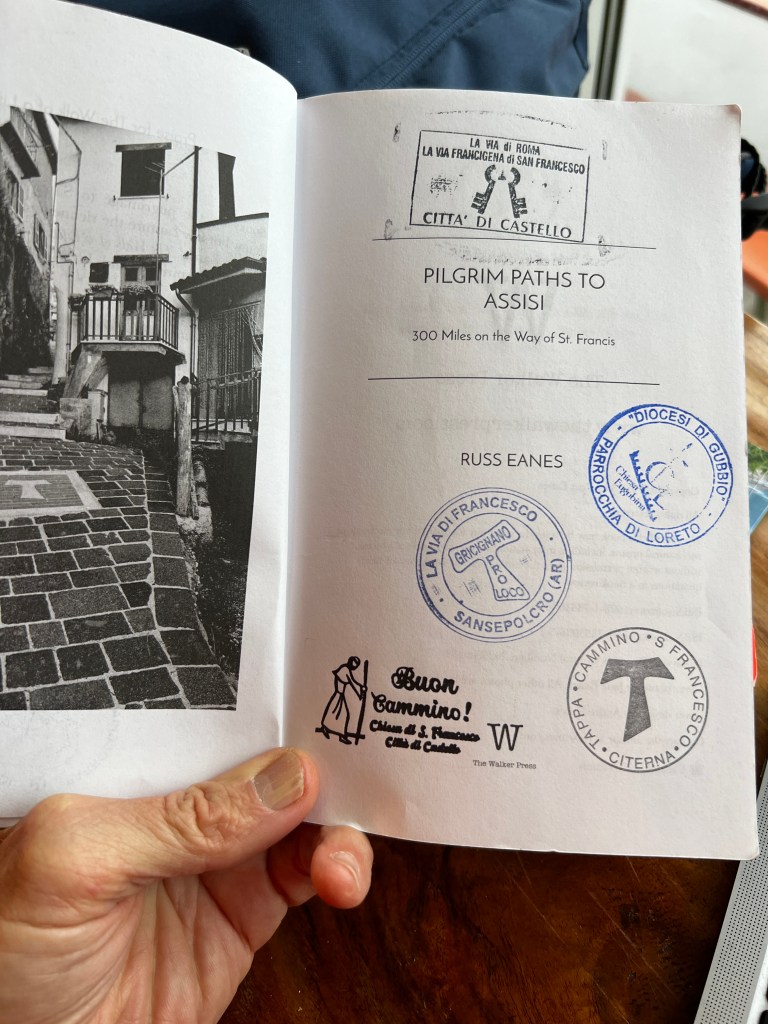 LA VIA di ROMA
LA VIA FRANCIGENA di SAN FRANCESCO
CITTA' DI CASTELLO
PILGRIM PATHS TO
ASSISI
300 Miles on the Way of St. Francis
RUSS EANES
"DIOCESI DI GUBBIO"
PARROCCHIA DI LORETO
Chiesa
Eugubina
LA VIA DI FRANCESCO
GRICIGNANO
PRO
LOCO
SANSEPOLCRO (AR)
CAMMINO • S FRANCESCO
TAPPA • CITERNA
Buon
Cammino!
Chiesa di S. Francesco
Città di Castello
W
The Walker Press